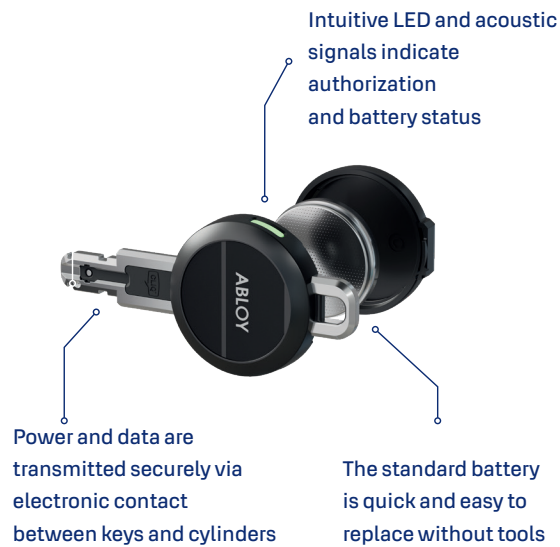 Intuitive LED and acoustic
signals indicate
authorization
and battery status
ABLOY
Power and data are
transmitted securely via
electronic contact
between keys and cylinders
The standard battery
is quick and easy to
replace without tools